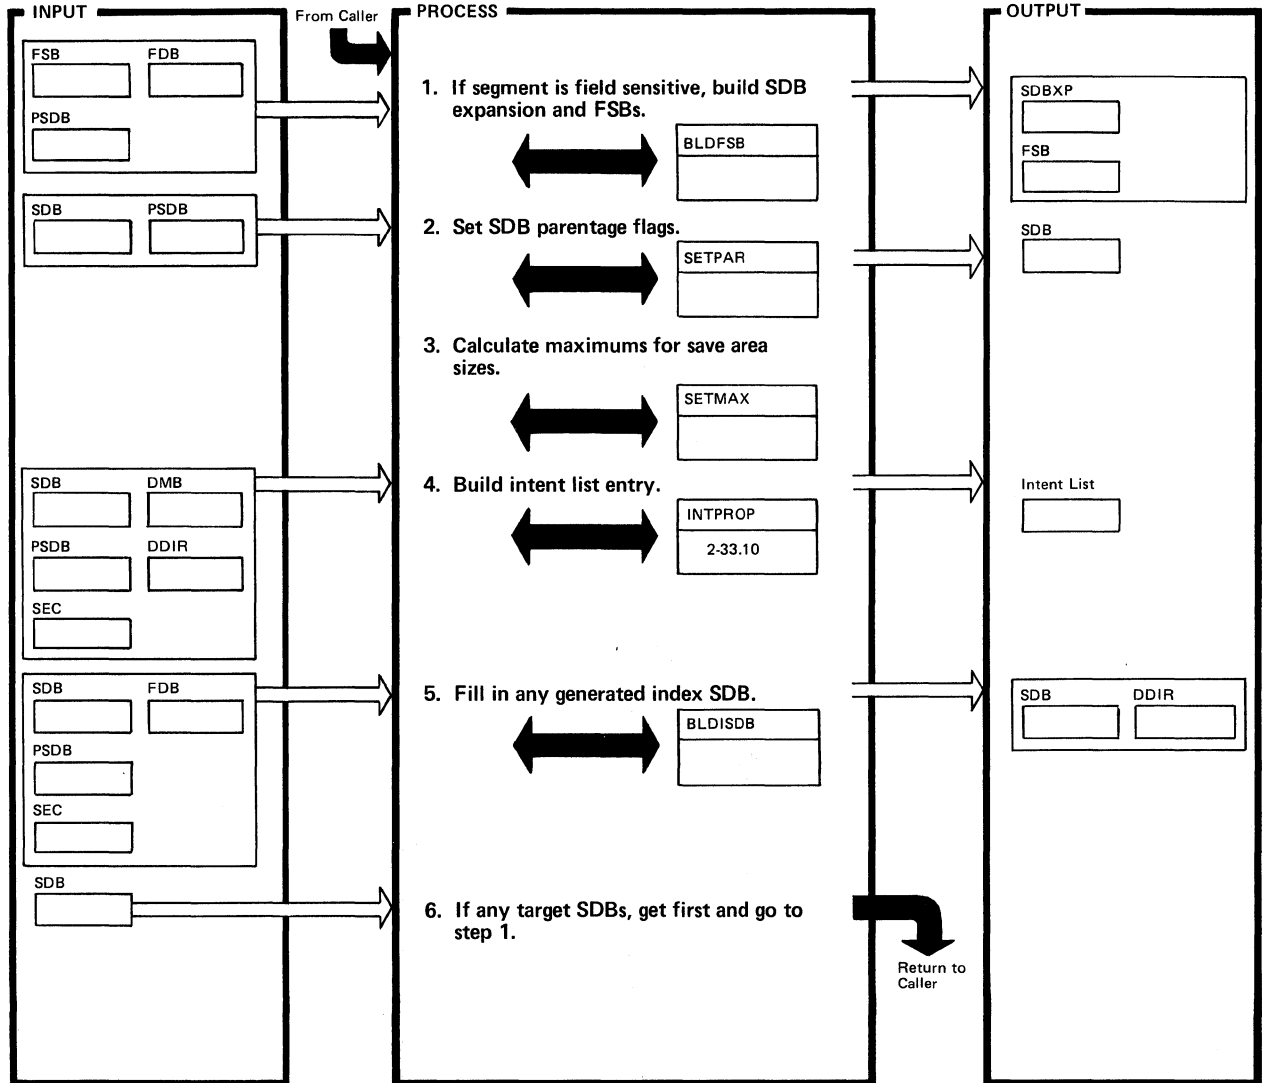 INPUT
From Caller
PROCESS
OUTPUT
FSB FDB
PSDB
1. If segment is field sensitive, build SDB
expansion and FSBs.
BLDFSB
SDBXP
FSB
SDB PSDB
2. Set SDB parentage flags.
SETPAR
SDB
3. Calculate maximums for save area
sizes.
SETMAX
SDB DMB
PSDB DDIR
SEC
4. Build intent list entry.
INTPROP
2-33.10
Intent List
SDB FDB
PSDB
SEC
5. Fill in any generated index SDB.
BLDISDB
SDB DDIR
SDB
6. If any target SDBs, get first and go to
step 1.
Return to
Caller